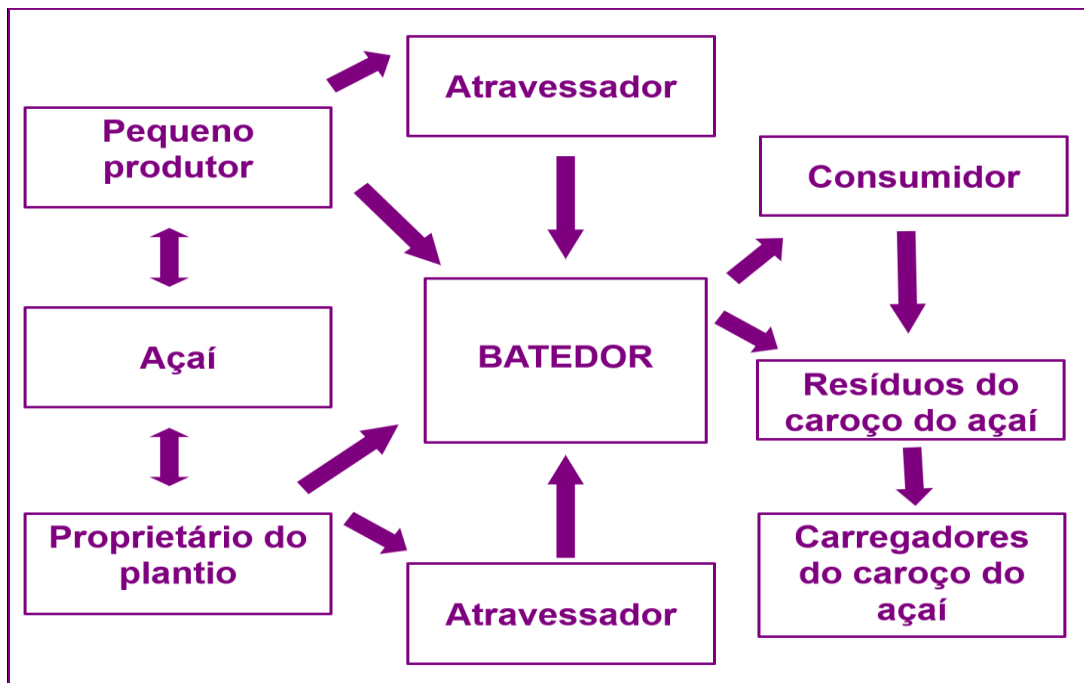 Atravessador
Pequeno
produtor
Consumidor
Açaí
BATEDOR
Resíduos do
caroço do açaí
Proprietário do
plantio
Atravessador
Carregadores
do caroço do
açaí